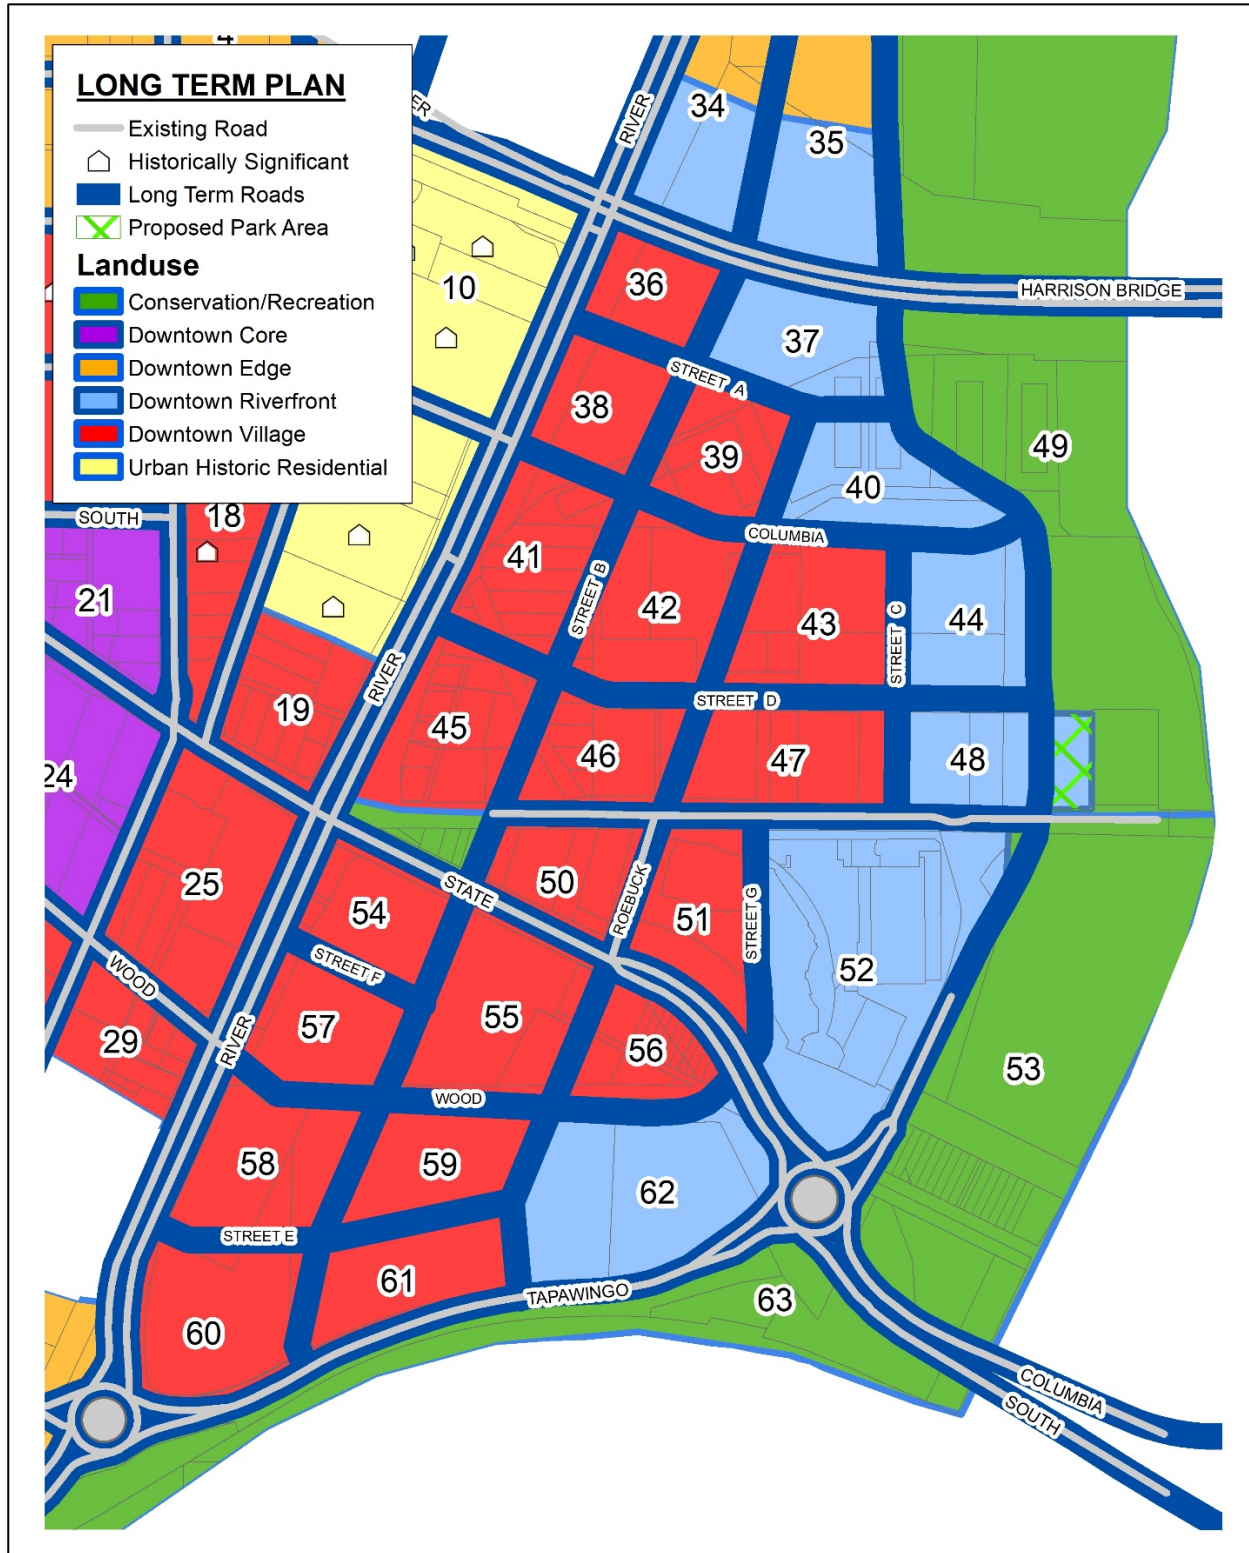 4
LONG TERM PLAN
Existing Road
Historically Significant
Long Term Roads
Proposed Park Area
Landuse
Conservation/Recreation
Downtown Core
Downtown Edge
Downtown Riverfront
Downtown Village
Urban Historic Residential
ER
RIVER
34
35
HARRISON BRIDGE
10
36
37
STREET A
38
39
40
49
SOUTH
18
COLUMBIA
41
42
43
44
STREET B
STREET C
21
RIVER
19
STREET D
45
46
47
48
24
25
STATE
50
ROEBUCK
51
STREET G
52
54
STREET F
WOOD
29
RIVER
57
55
56
53
WOOD
58
59
62
STREET E
61
TAPAWINGO
63
60
COLUMBIA
SOUTH